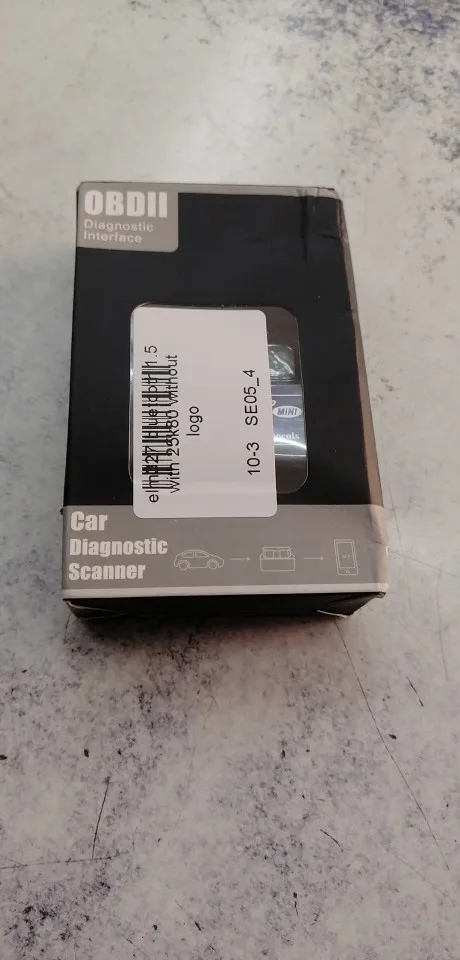 OBDII
Diagnostic
Interface
with 25k80 without
logo
10-3 SE05_4
MINI
Car
Diagnostic
Scanner